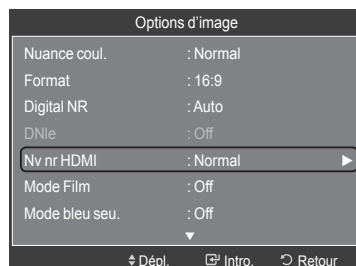 Options d’image
Nuance coul. : Normal
Format : 16:9
Digital NR : Auto
DNIe : Off
Nv nr HDMI : Normal
Mode Film : Off
Mode bleu seu. : Off
Dépl. Intro. Retour